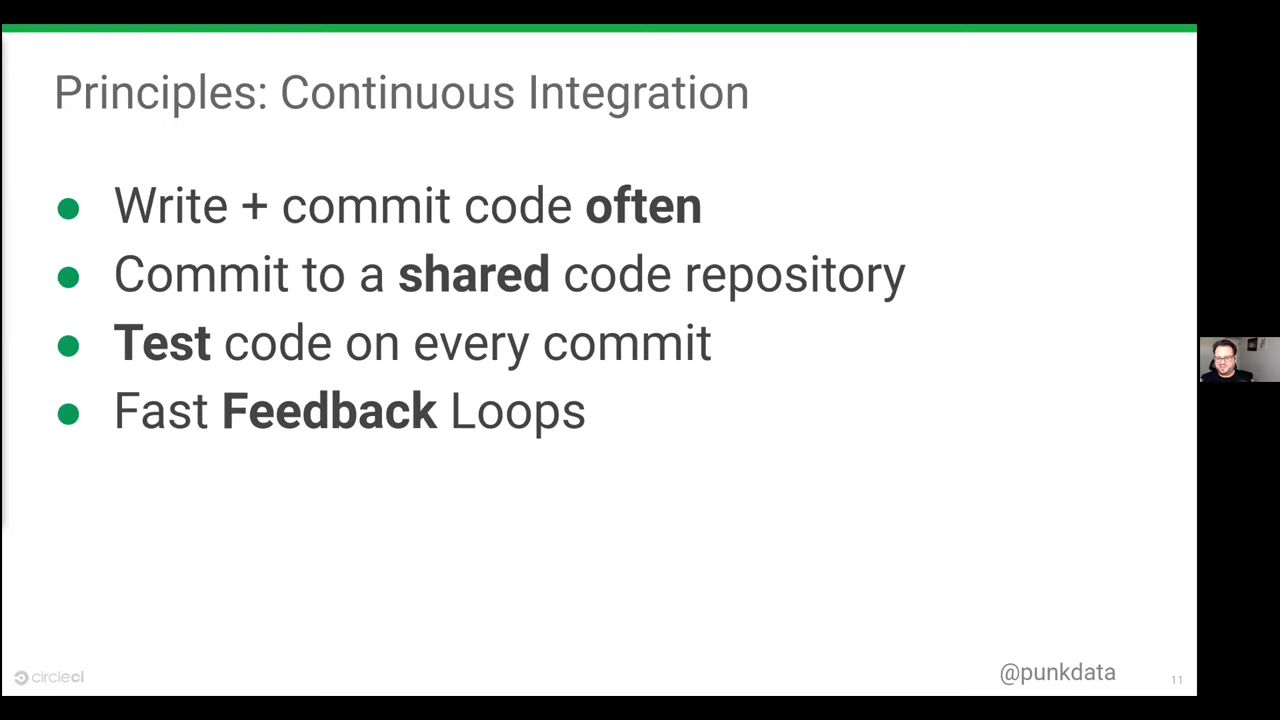 Principles: Continuous Integration
● Write + commit code often
● Commit to a shared code repository
● Test code on every commit
● Fast Feedback Loops
circleci
@punkdata
11